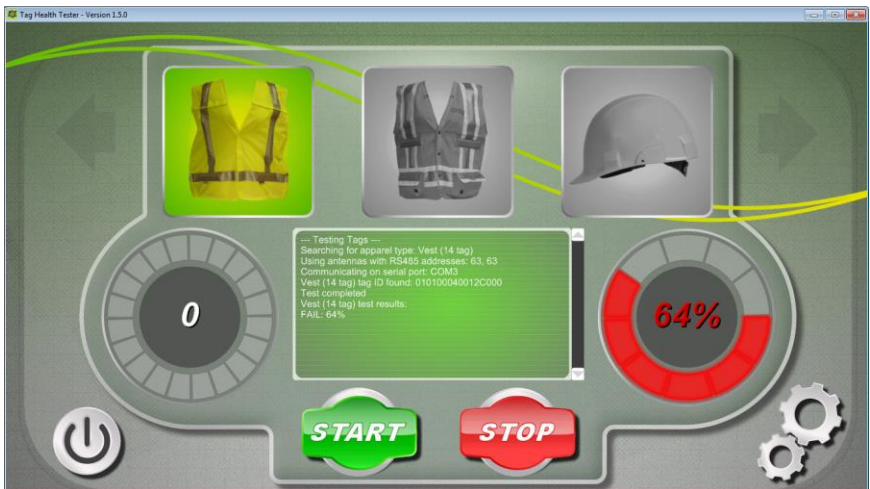 Tag Health Tester - Version 1.5.0
--- Testing Tags ---
Searching for apparel type: Vest (14 tag)
Using antennas with RS485 addresses: 63, 63
Communicating on serial port: COM3
Vest (14 tag) tag ID found: 010100040012C000
Test completed
Vest (14 tag) test results:
FAIL: 64%
0
64%
START
STOP